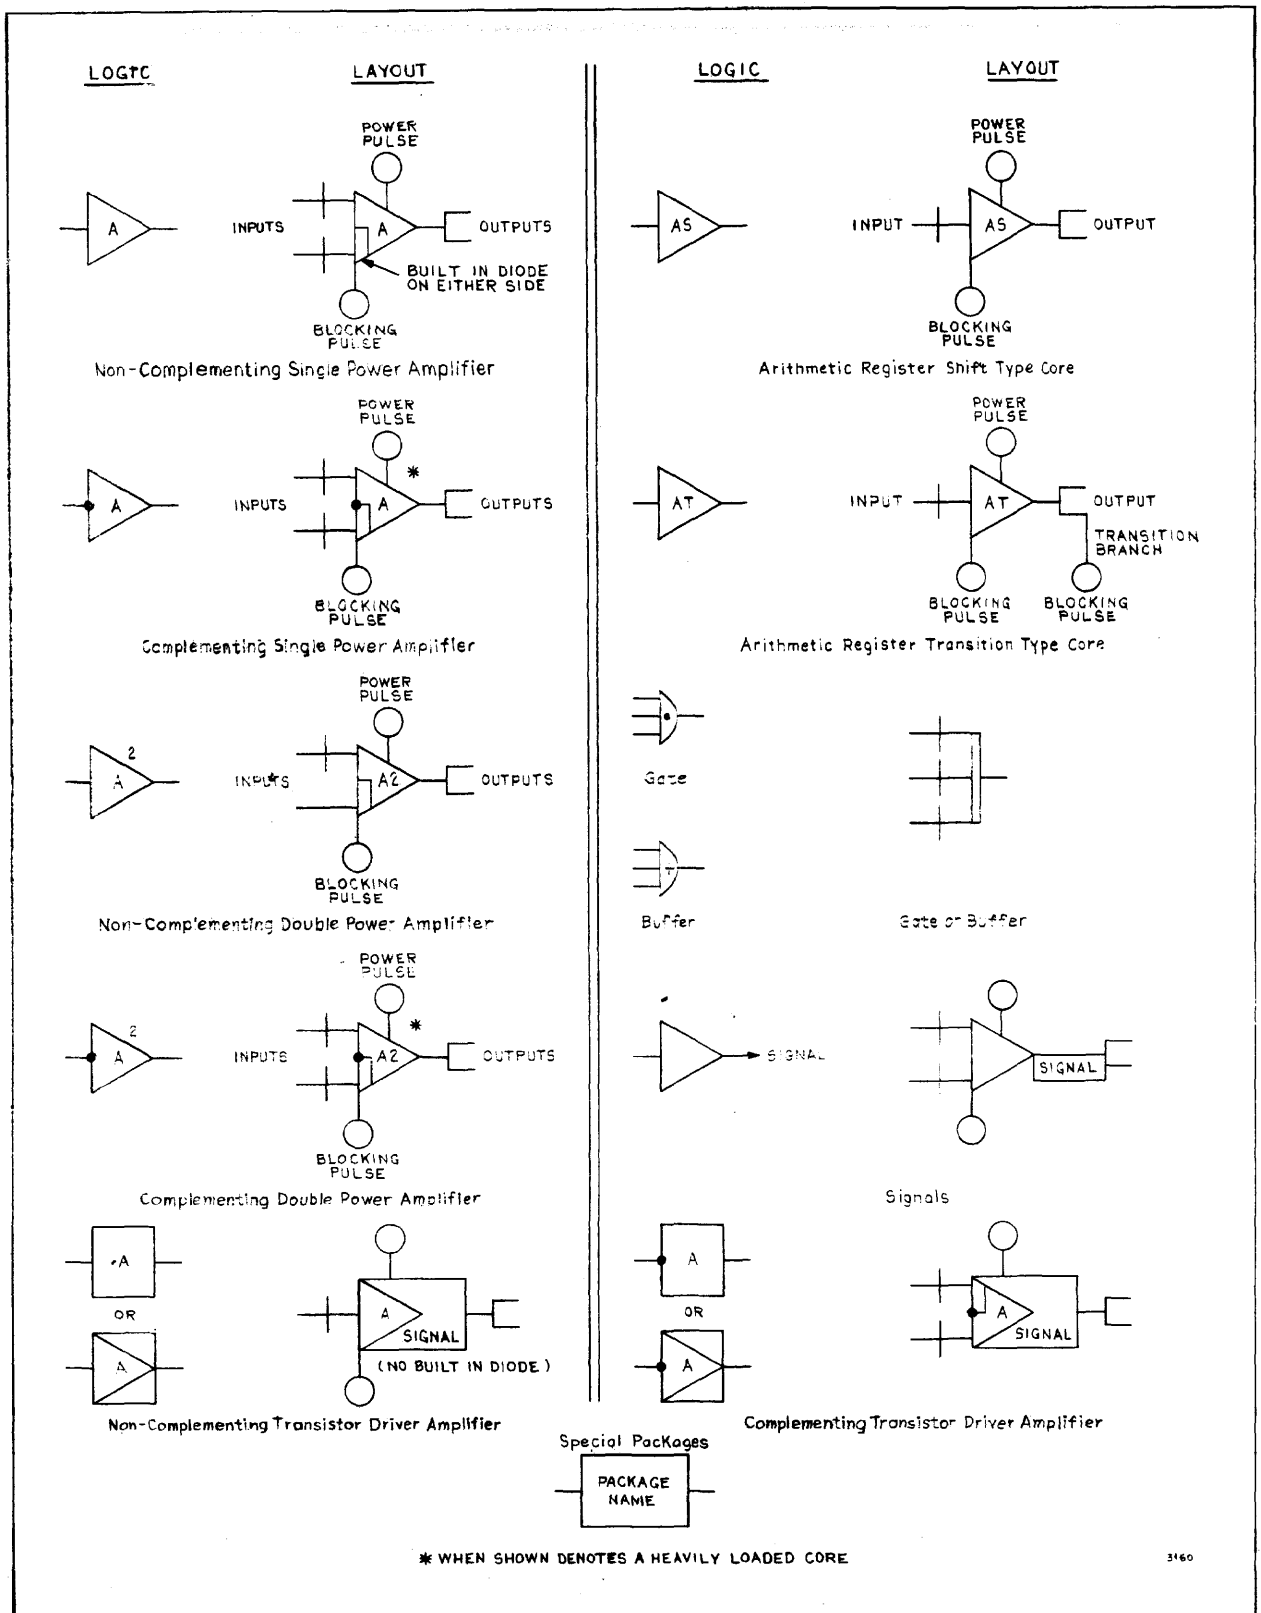 LOGIC
LAYOUT
POWER
PULSE
A
INPUTS
A
OUTPUTS
BUILT IN DIODE
ON EITHER SIDE
BLOCKING
PULSE
Non-Complementing Single Power Amplifier
POWER
PULSE
*
A
INPUTS
A
OUTPUTS
BLOCKING
PULSE
Complementing Single Power Amplifier
POWER
PULSE
2
A
INPUTS
*
A2
OUTPUTS
BLOCKING
PULSE
Non-Complementing Double Power Amplifier
POWER
PULSE
2
*
A
INPUTS
A2
OUTPUTS
BLOCKING
PULSE
Complementing Double Power Amplifier
A
OR
A
A
SIGNAL
(NO BUILT IN DIODE)
Non-Complementing Transistor Driver Amplifier
LOGIC
LAYOUT
POWER
PULSE
AS
INPUT
AS
OUTPUT
BLOCKING
PULSE
Arithmetic Register Shift Type Core
POWER
PULSE
AT
INPUT
AT
OUTPUT
TRANSITION
BRANCH
BLOCKING
PULSE
BLOCKING
PULSE
Arithmetic Register Transition Type Core
Gate
Buffer
Gate or Buffer
SIGNAL
SIGNAL
Signals
A
OR
A
A
SIGNAL
Complementing Transistor Driver Amplifier
Special Packages
PACKAGE
NAME
* WHEN SHOWN DENOTES A HEAVILY LOADED CORE
3160